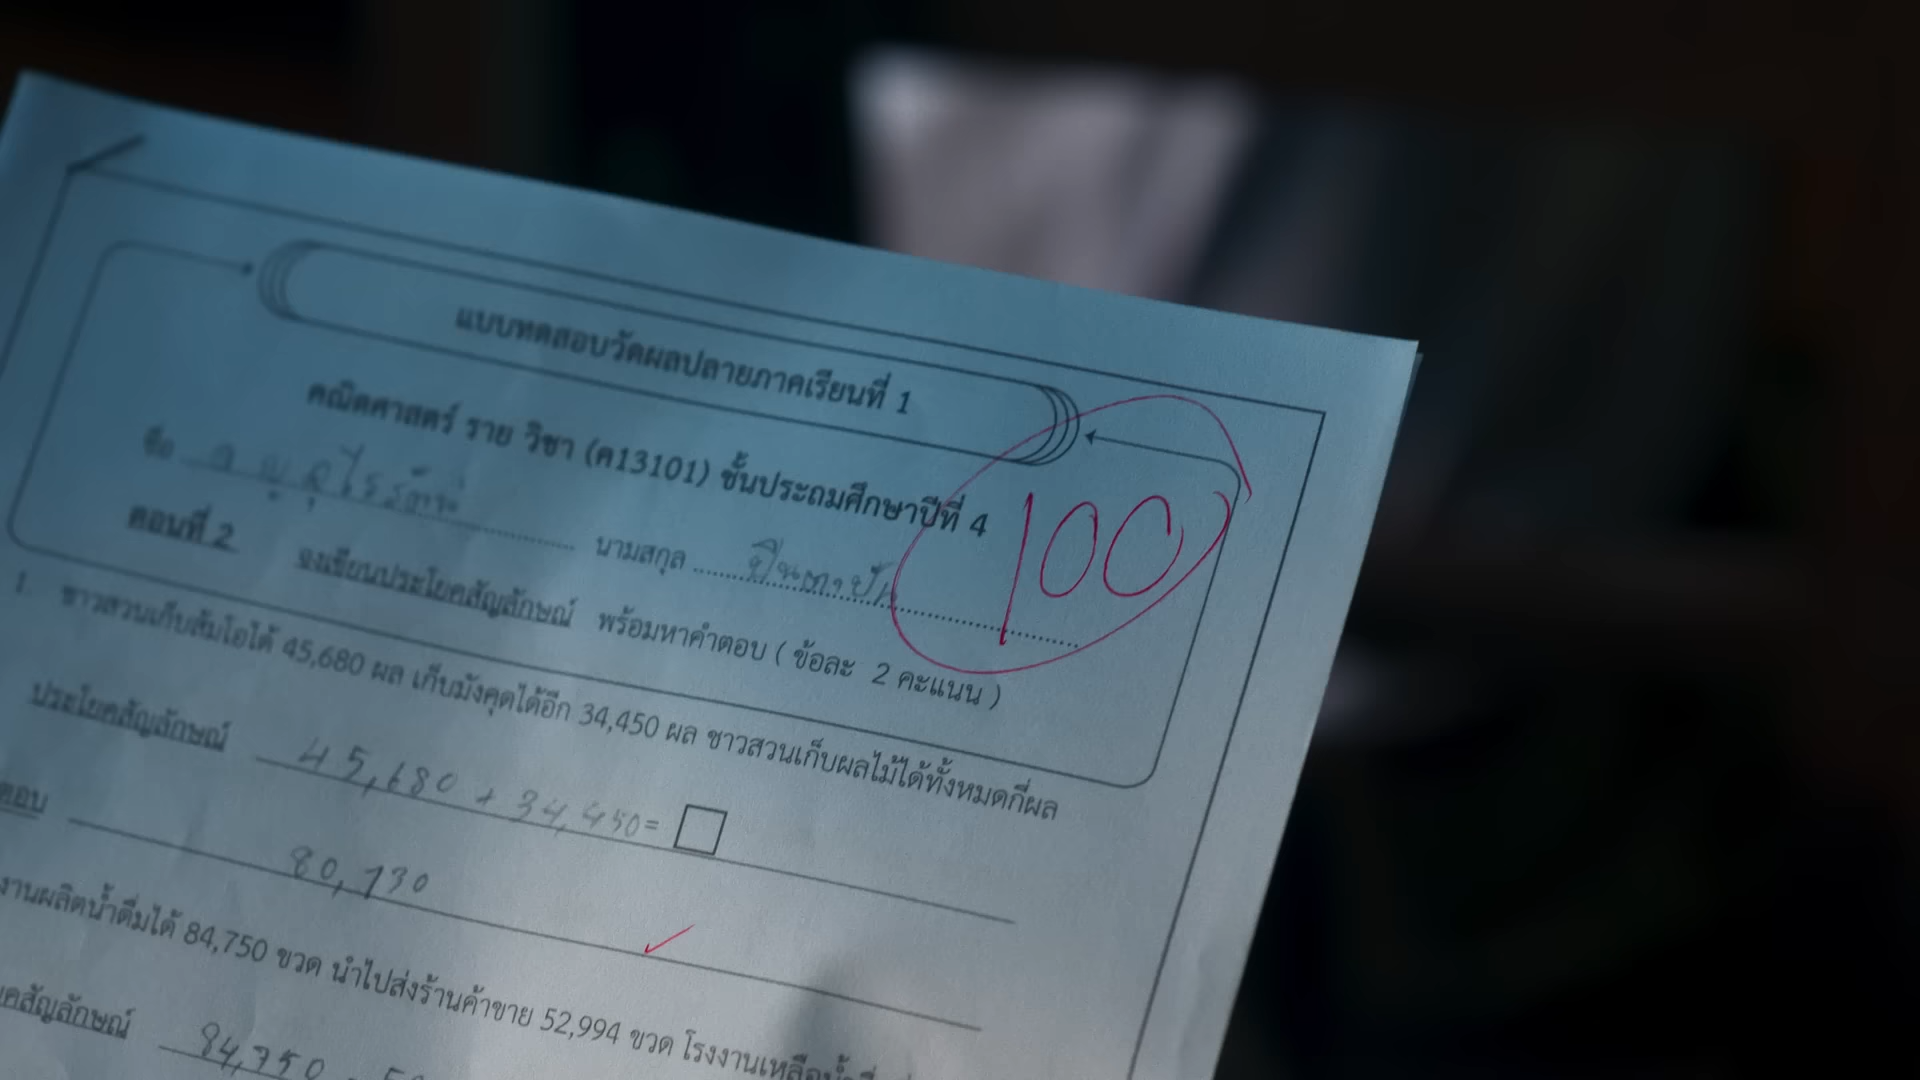 แบบทดสอบวัดผลปลายภาคเรียนที่ 1
คณิตศาสตร์ ราย วิชา (ค13101) ชั้นประถมศึกษาปีที่ 4
100
ชื่อ นามสกุล
ตอนที่ 2 จงเขียนประโยคสัญลักษณ์ พร้อมหาคำตอบ ( ข้อละ 2 คะแนน )
1. ชาวสวนเก็บส้มโอได้ 45,680 ผล เก็บมังคุดได้อีก 34,450 ผล ชาวสวนเก็บผลไม้ได้ทั้งหมดกี่ผล
ประโยคสัญลักษณ์ 45,680 + 34,450 = □
ตอบ 80,130
งานผลิตน้ำดื่มได้ 84,750 ขวด นำไปส่งร้านค้าขาย 52,994 ขวด โรงงานเหลือน้ำ
คสัญลักษณ์ 84,750 -